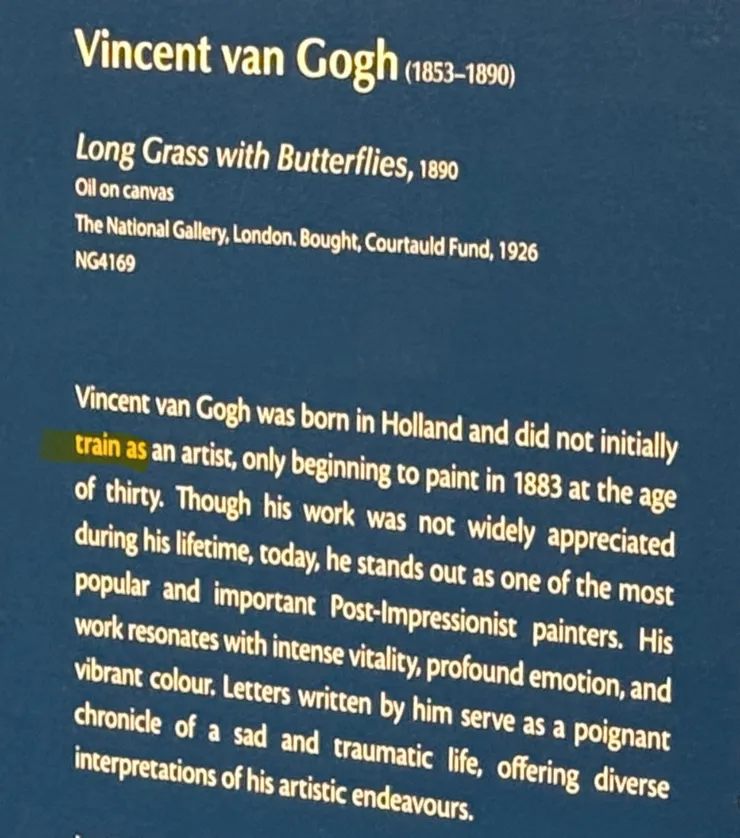 Vincent van Gogh (1853–1890)
Long Grass with Butterflies, 1890
Oil on canvas
The National Gallery, London. Bought, Courtauld Fund, 1926
NG4169
Vincent van Gogh was born in Holland and did not initially
train as an artist, only beginning to paint in 1883 at the age
of thirty. Though his work was not widely appreciated
during his lifetime, today, he stands out as one of the most
popular and important Post-Impressionist painters. His
work resonates with intense vitality, profound emotion, and
vibrant colour. Letters written by him serve as a poignant
chronicle of a sad and traumatic life, offering diverse
interpretations of his artistic endeavours.